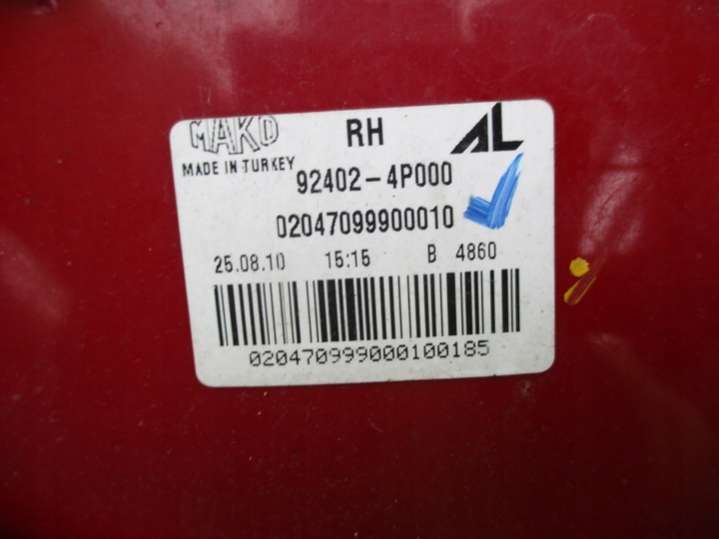 MAKO RH AL
MADE IN TURKEY
92402-4P000
02047099900010
25.08.10 15:15 B 4860
020470999000100185